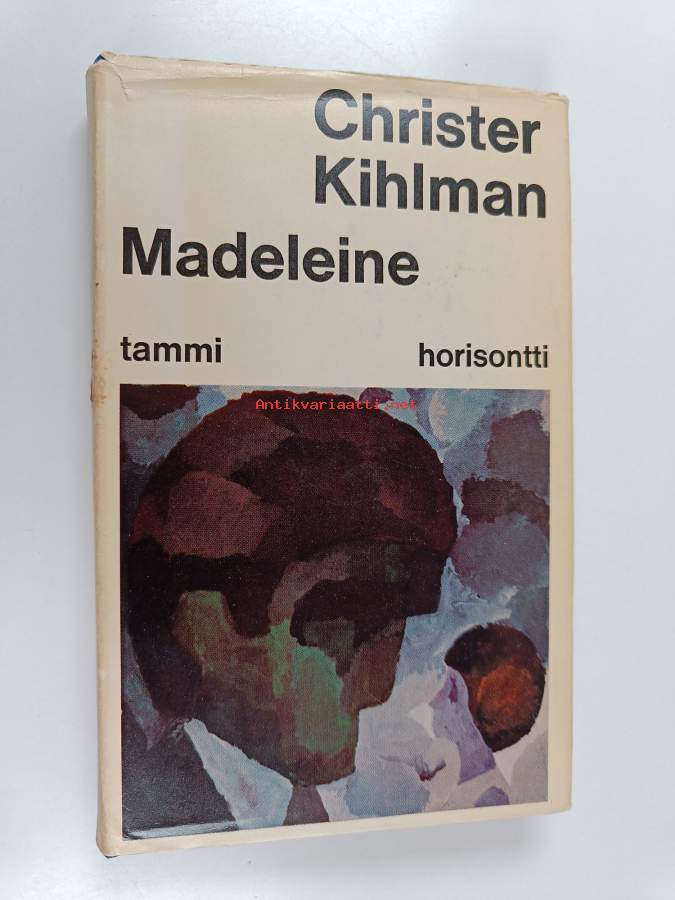 Christer
Kihlman
Madeleine
tammi horisontti
Antikvariaatti.net